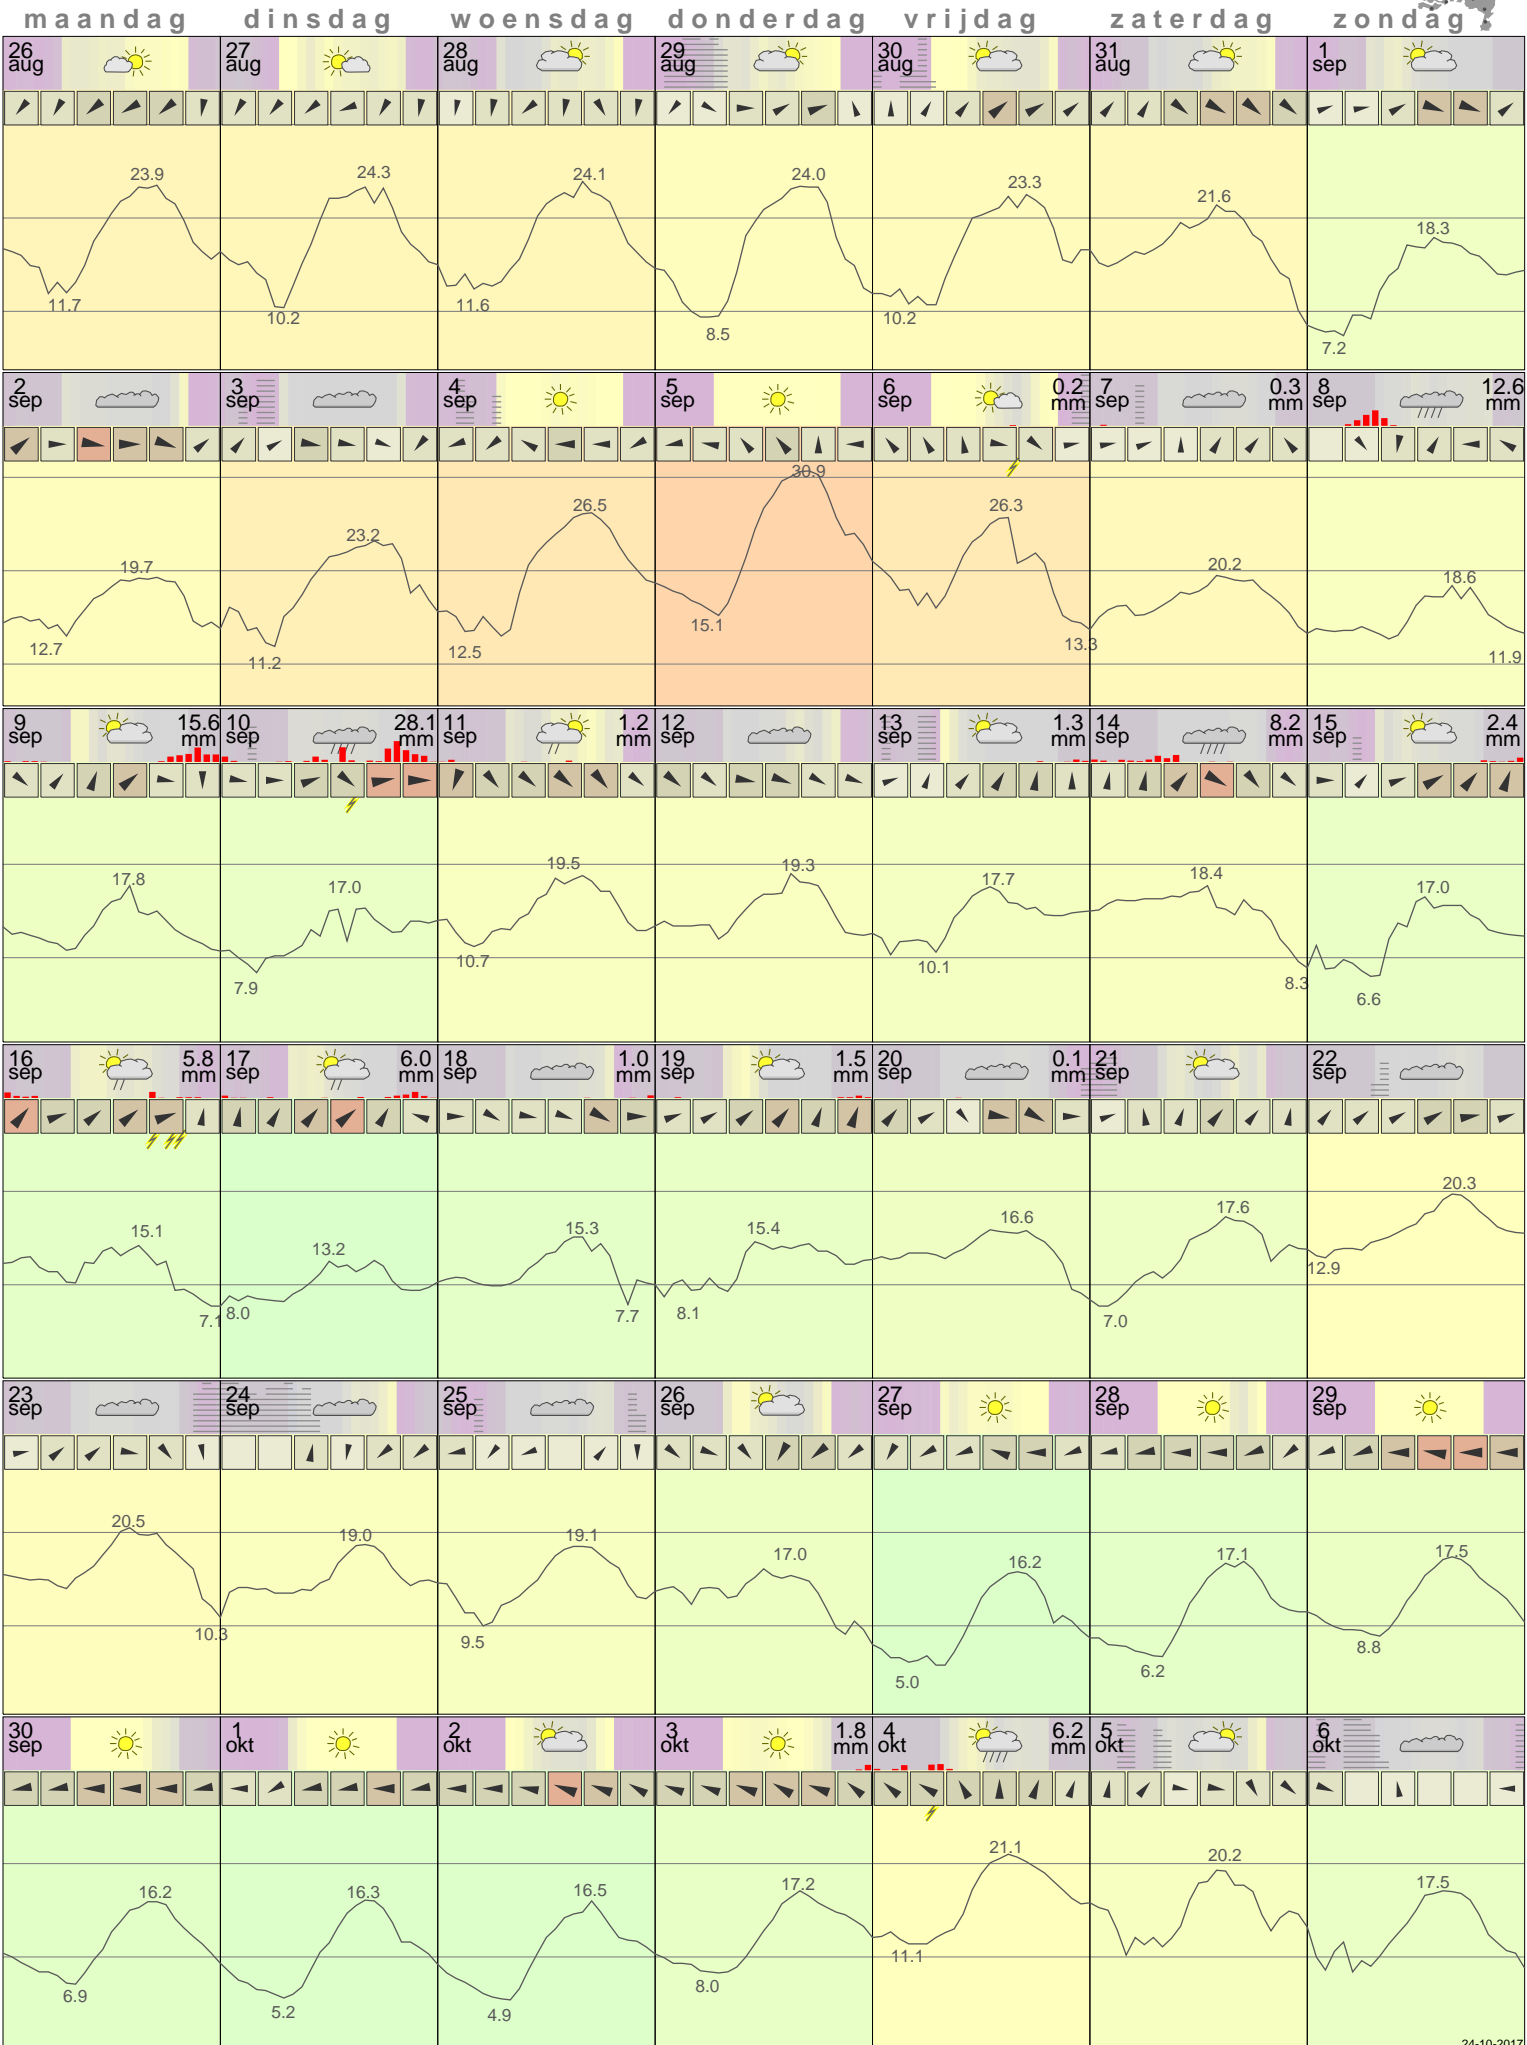 maandag dinsdag woensdag donderdag vrijdag zaterdag zondag
26 27 28 29 30 31 1
aug aug aug aug aug aug sep
23.9 24.3 24.1 24.0 23.3 21.6 18.3
11.7 10.2 11.6 8.5 10.2 7.2
2 3 4 5 6 0.2 7 0.3 8 12.6
sep sep sep sep sep mm sep mm sep mm
19.7 23.2 26.5 30.9 26.3 20.2 18.6
12.7 11.2 12.5 15.1 13.3 11.9
9 15.6 10 28.1 11 1.2 12 13 1.3 14 8.2 15 2.4
sep mm sep mm sep mm sep sep mm sep mm sep mm
17.8 17.0 19.5 19.3 17.7 18.4 17.0
7.9 10.7 10.1 8.3 6.6
16 5.8 17 6.0 18 1.0 19 1.5 20 0.1 21 22
sep mm sep mm sep mm sep mm sep mm sep sep
15.1 13.2 15.3 15.4 16.6 17.6 20.3
7.1 8.0 7.7 8.1 7.0 12.9
23 24 25 26 27 28 29
sep sep sep sep sep sep sep
20.5 19.0 19.1 17.0 16.2 17.1 17.5
10.3 9.5 5.0 6.2 8.8
30 1 2 3 1.8 4 6.2 5 6
sep okt okt okt mm okt mm okt okt
16.2 16.3 16.5 17.2 21.1 20.2 17.5
6.9 5.2 4.9 8.0 11.1
24-10-2017